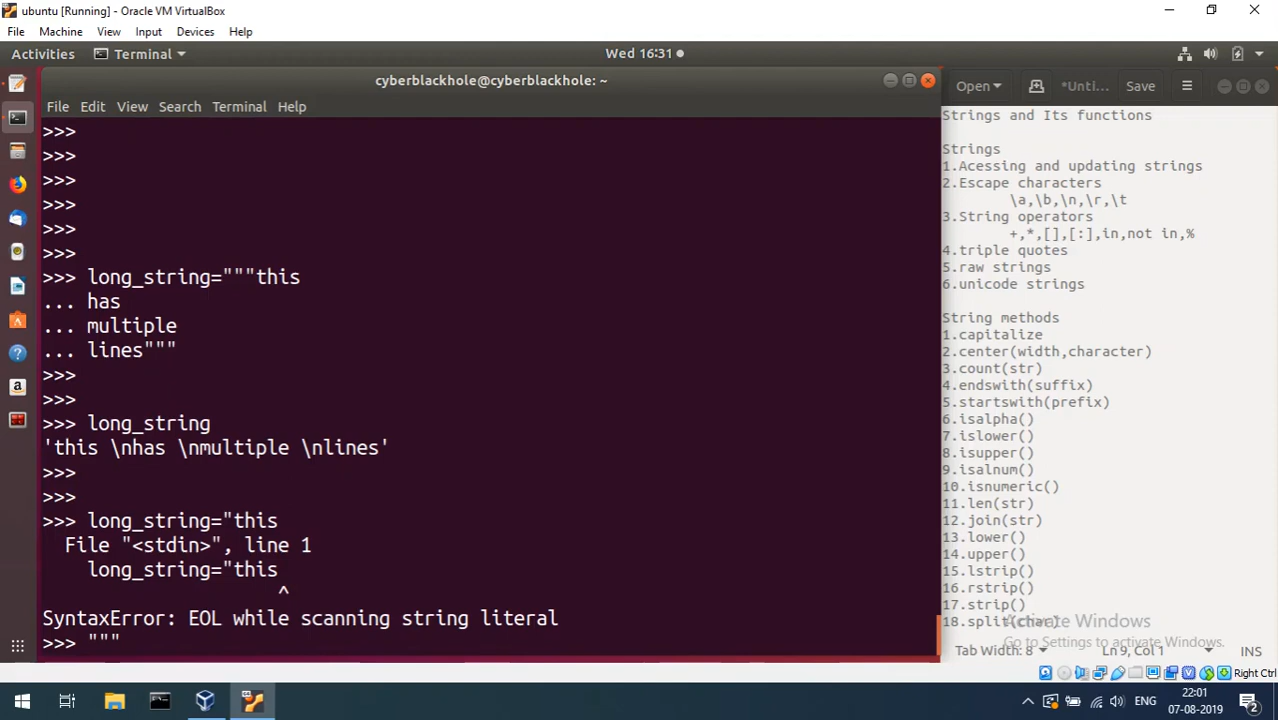 ubuntu [Running] - Oracle VM VirtualBox
File Machine View Input Devices Help
Activities Terminal Wed 16:31
cyberblackhole@cyberblackhole: ~
File Edit View Search Terminal Help
>>>
>>>
>>>
>>>
>>>
>>>
>>> long_string="""this
... has
... multiple
... lines"""
>>>
>>>
>>> long_string
'this \nhas \nmultiple \nlines'
>>>
>>>
>>> long_string="this
File "<stdin>", line 1
long_string="this
^
SyntaxError: EOL while scanning string literal
>>> """
Open *Unti... Save
Strings and Its functions
Strings
1.Acessing and updating strings
2.Escape characters
\a,\b,\n,\r,\t
3.String operators
+,*,[],[:],in,not in,%
4.triple quotes
5.raw strings
6.unicode strings
String methods
1.capitalize
2.center(width,character)
3.count(str)
4.endswith(suffix)
5.startswith(prefix)
6.isalpha()
7.islower()
8.isupper()
9.isalnum()
10.isnumeric()
11.len(str)
12.join(str)
13.lower()
14.upper()
15.lstrip()
16.rstrip()
17.strip()
18.split(char)
Activate Windows
Go to Settings to activate Windows.
Tab Width: 8 Ln 9, Col 1 INS
Right Ctrl
ENG 22:01
07-08-2019
2